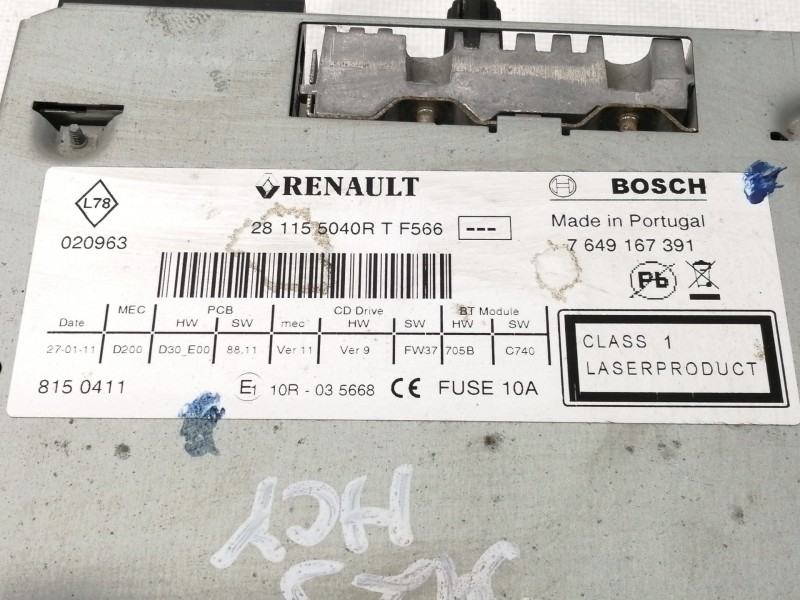 L78
020963
RENAULT
28 115 5040R T F566 ---
BOSCH
Made in Portugal
7 649 167 391
Pb
MEC PCB CD Drive BT Module
Date HW SW mec HW SW HW SW
27-01-11 D200 D30_E00 88.11 Ver 11 Ver 9 FW37 705B C740
815 0411
E1 10R - 03 5668 CE FUSE 10A
CLASS 1
LASERPRODUCT
HCY